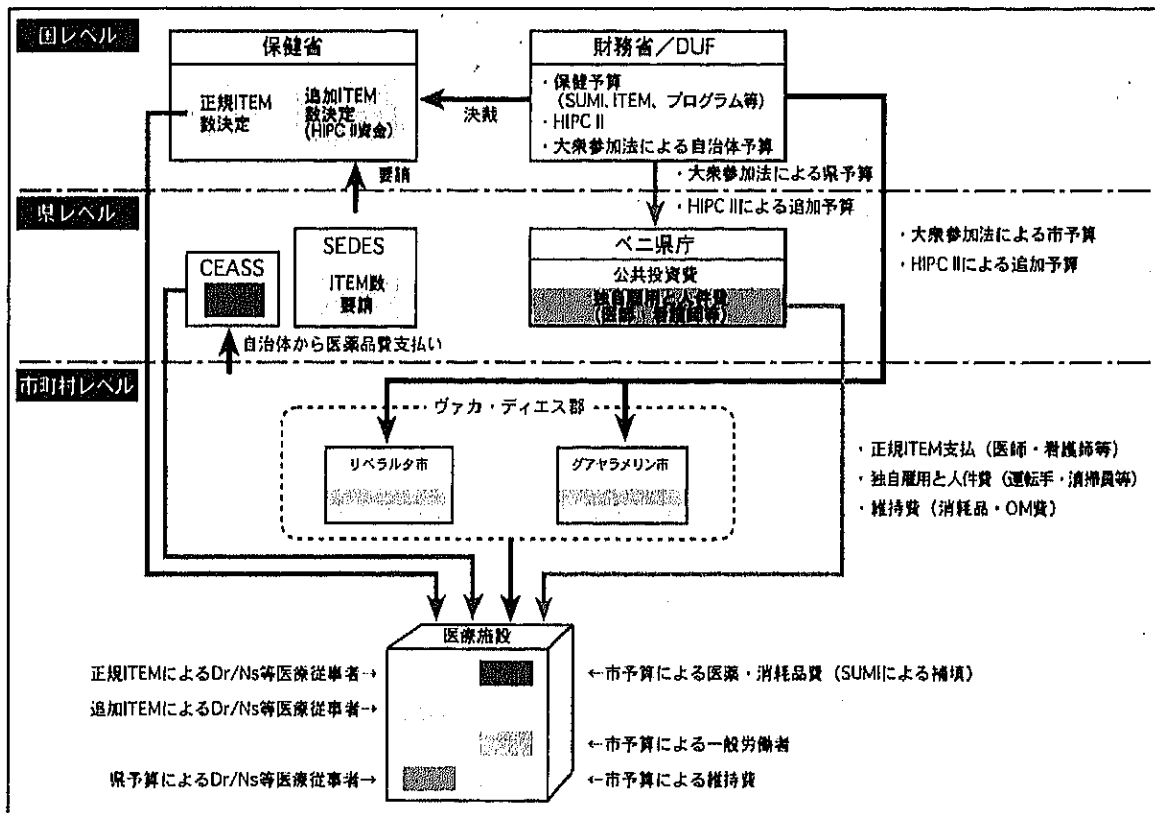 国レベル
保健省
正規ITEM
数決定
追加ITEM
数決定
(HIPC II資金)
決裁
財務省／DUF
・保健予算
（SUMI、ITEM、プログラム等）
・HIPC II
・大衆参加法による自治体予算
要請
・大衆参加法による県予算
・HIPC IIによる追加予算
県レベル
CEASS
SEDES
ITEM数
要請
ベニ県庁
公共投資費
独自雇用と人件費
（医師・看護師等）
・大衆参加法による市予算
・HIPC IIによる追加予算
自治体から医薬品費支払い
市町村レベル
ヴァカ・ディエス郡
リベラルタ市
グアヤラメリン市
・正規ITEM支払（医師・看護師等）
・独自雇用と人件費（運転手・清掃員等）
・維持費（消耗品・OM費）
医療施設
正規ITEMによるDr/Ns等医療従事者→
←市予算による医薬・消耗品費（SUMIによる補填）
追加ITEMによるDr/Ns等医療従事者→
←市予算による一般労働者
県予算によるDr/Ns等医療従事者→
←市予算による維持費